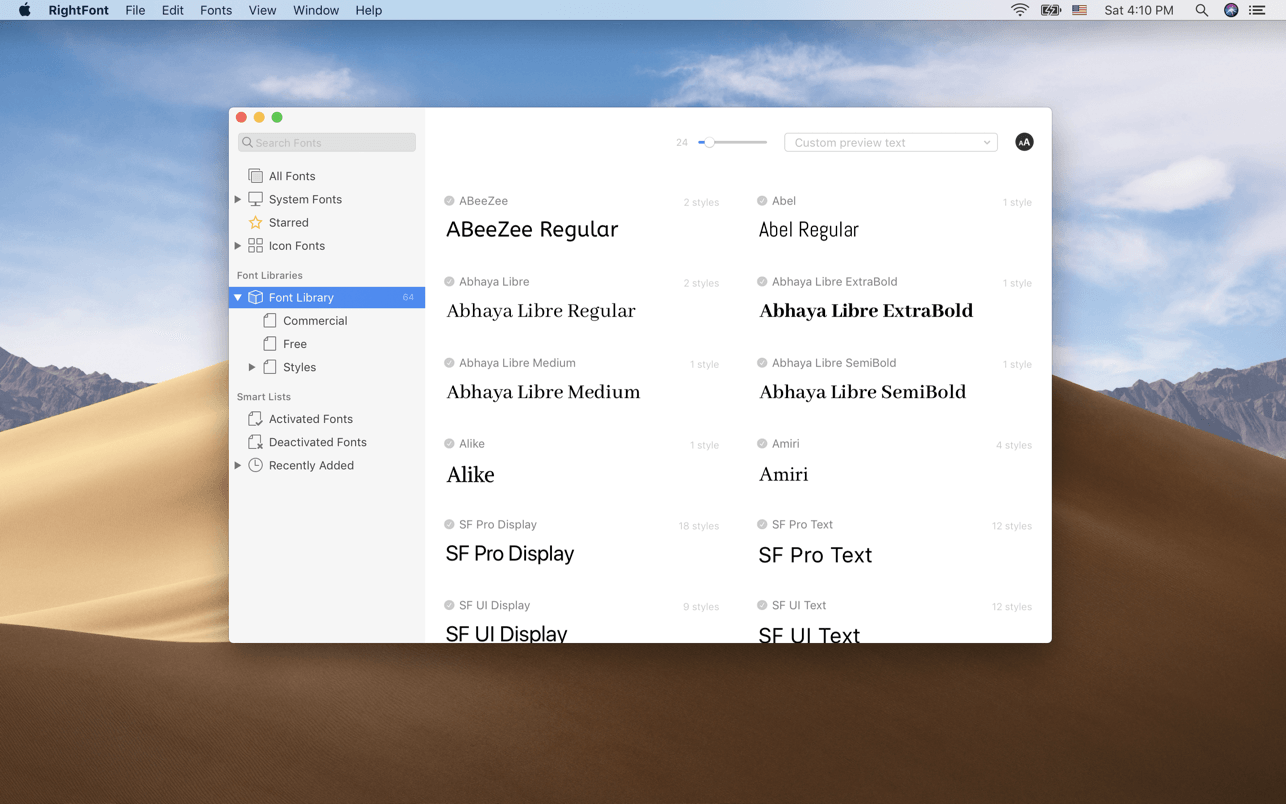 RightFont File Edit Fonts View Window Help Sat 4:10 PM
Search Fonts
All Fonts
System Fonts
Starred
Icon Fonts
Font Libraries
Font Library 64
Commercial
Free
Styles
Smart Lists
Activated Fonts
Deactivated Fonts
Recently Added
24 Custom preview text AA
ABeeZee 2 styles
ABeeZee Regular
Abel 1 style
Abel Regular
Abhaya Libre 2 styles
Abhaya Libre Regular
Abhaya Libre ExtraBold 1 style
Abhaya Libre ExtraBold
Abhaya Libre Medium 1 style
Abhaya Libre Medium
Abhaya Libre SemiBold 1 style
Abhaya Libre SemiBold
Alike 1 style
Alike
Amiri 4 styles
Amiri
SF Pro Display 18 styles
SF Pro Display
SF Pro Text 12 styles
SF Pro Text
SF UI Display 9 styles
SF UI Display
SF UI Text 12 styles
SF UI Text